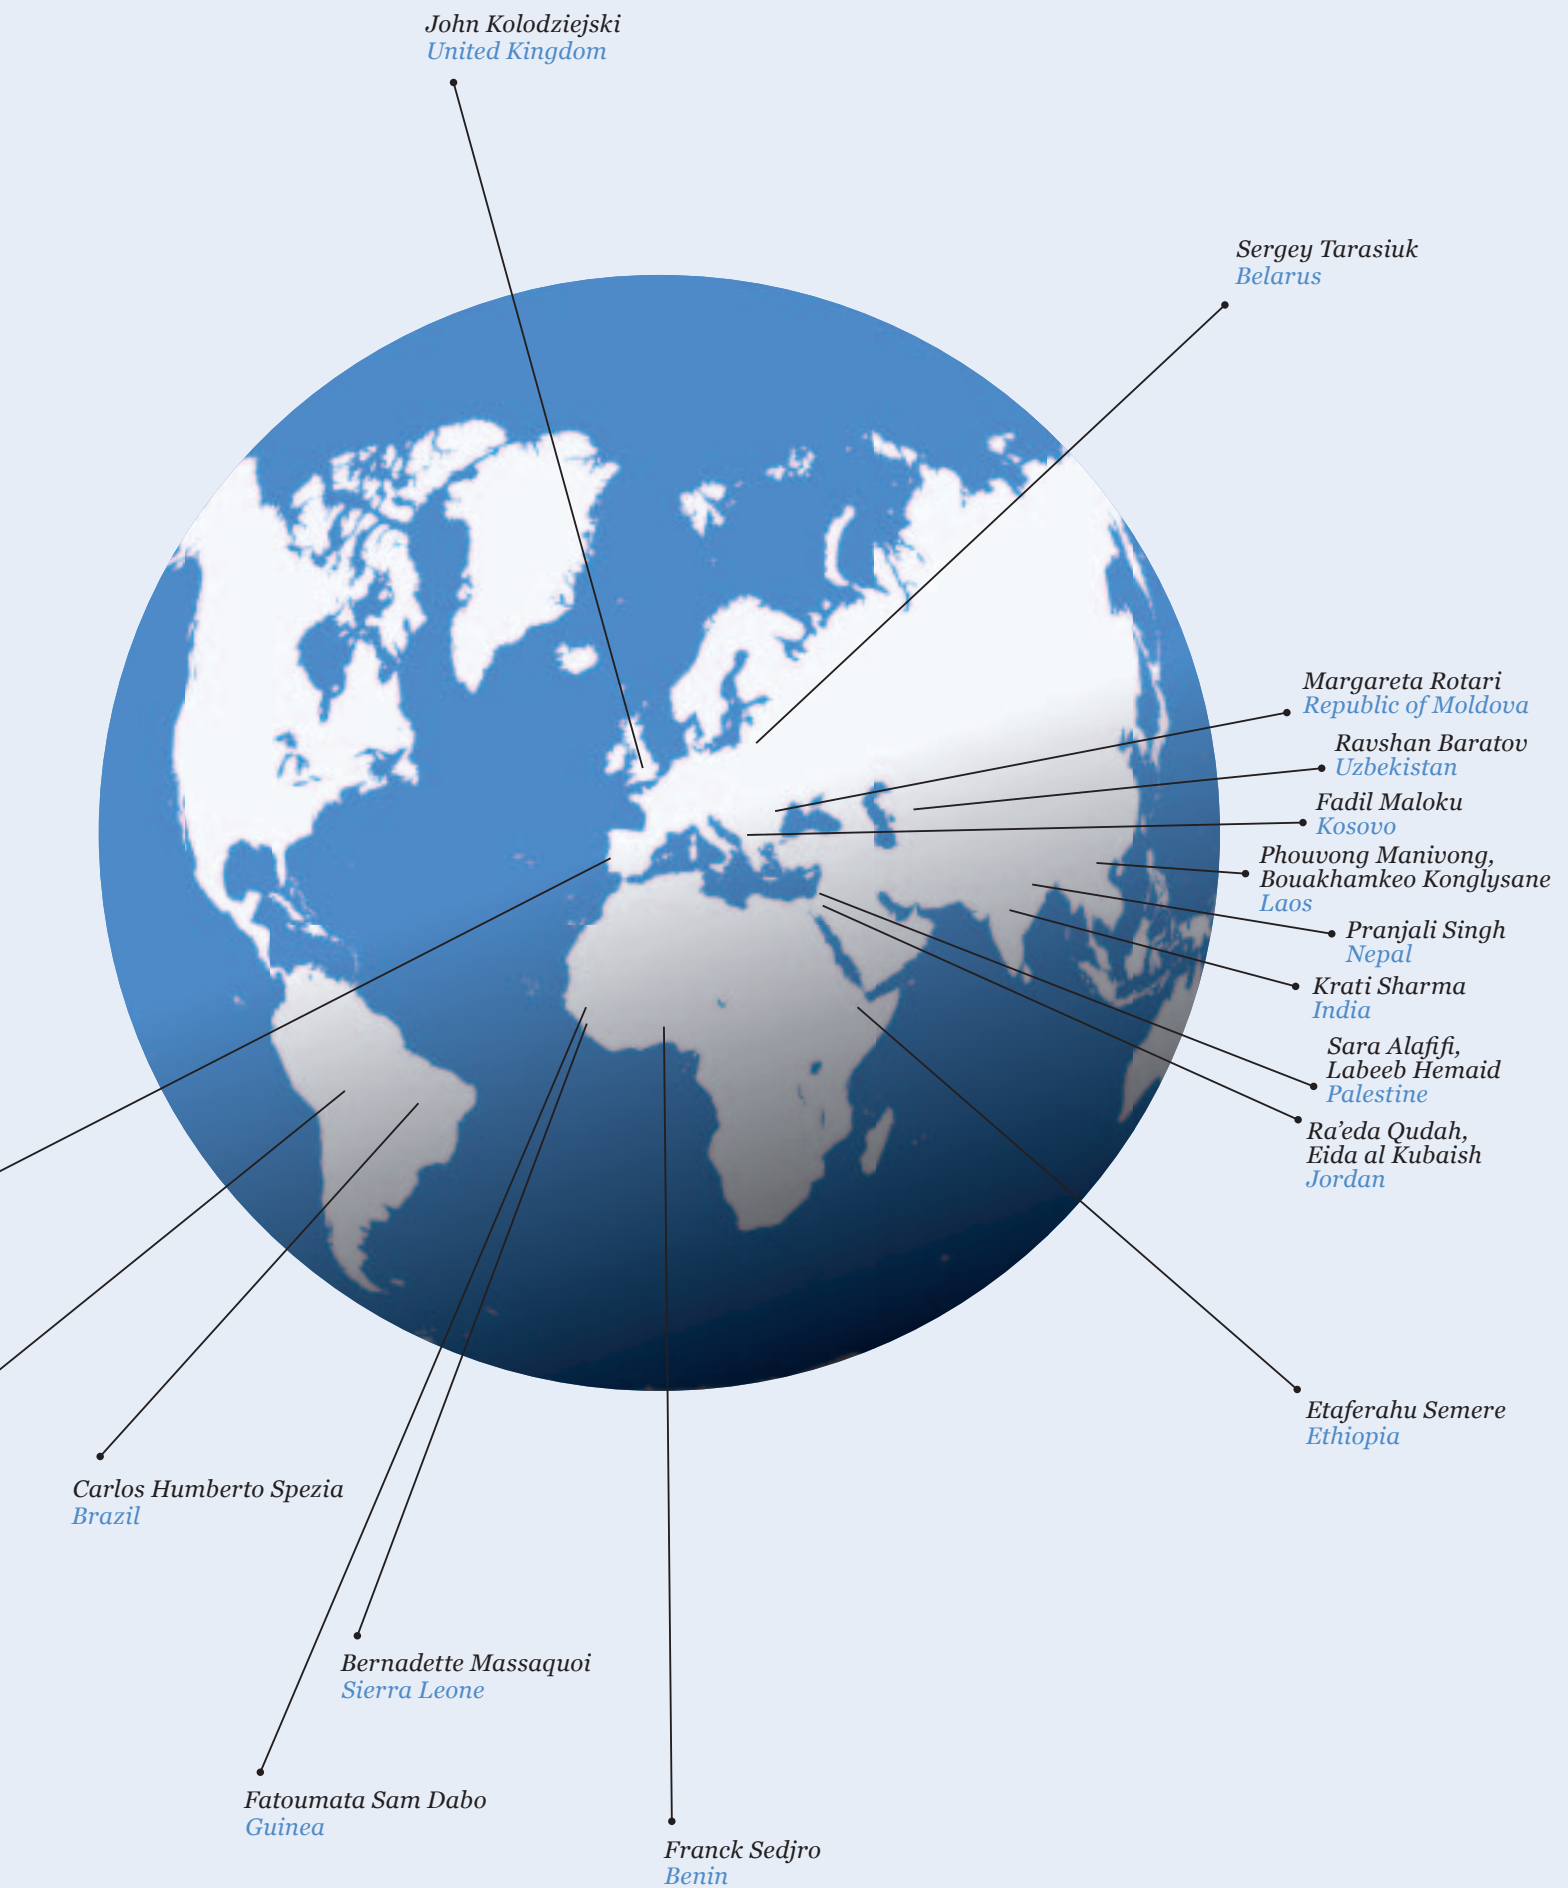 John Kolodziejski
United Kingdom
Sergey Tarasiuk
Belarus
Margareta Rotari
Republic of Moldova
Ravshan Baratov
Uzbekistan
Fadil Maloku
Kosovo
Phouvong Manivong,
Bouakhamkeo Konglysane
Laos
Pranjali Singh
Nepal
Krati Sharma
India
Sara Alafifi,
Labeeb Hemaid
Palestine
Ra’eda Qudah,
Eida al Kubaish
Jordan
Etaferahu Semere
Ethiopia
Carlos Humberto Spezia
Brazil
Bernadette Massaquoi
Sierra Leone
Fatoumata Sam Dabo
Guinea
Franck Sedjro
Benin